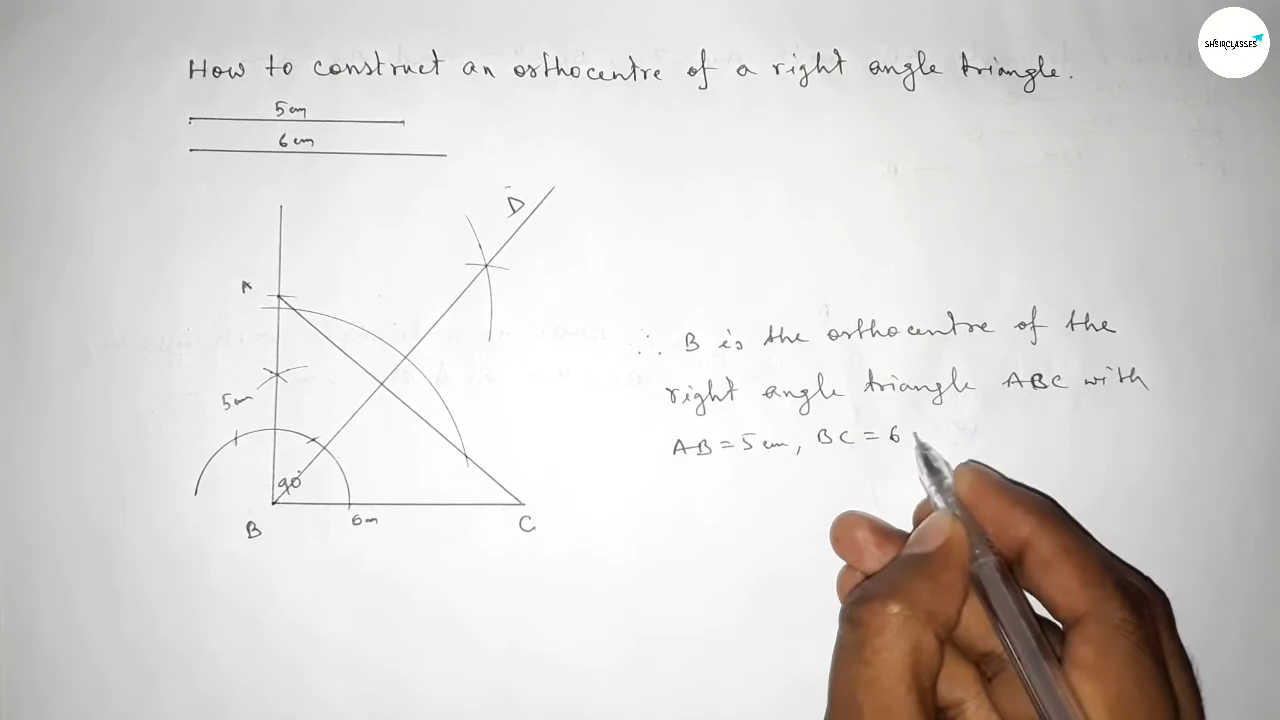 SHSIRCLASSES
How to construct an orthocentre of a right angle triangle.
5cm
6cm
D
A
5cm
90°
B
6m
C
∴ B is the orthocentre of the
right angle triangle ABC with
AB = 5cm, BC = 6